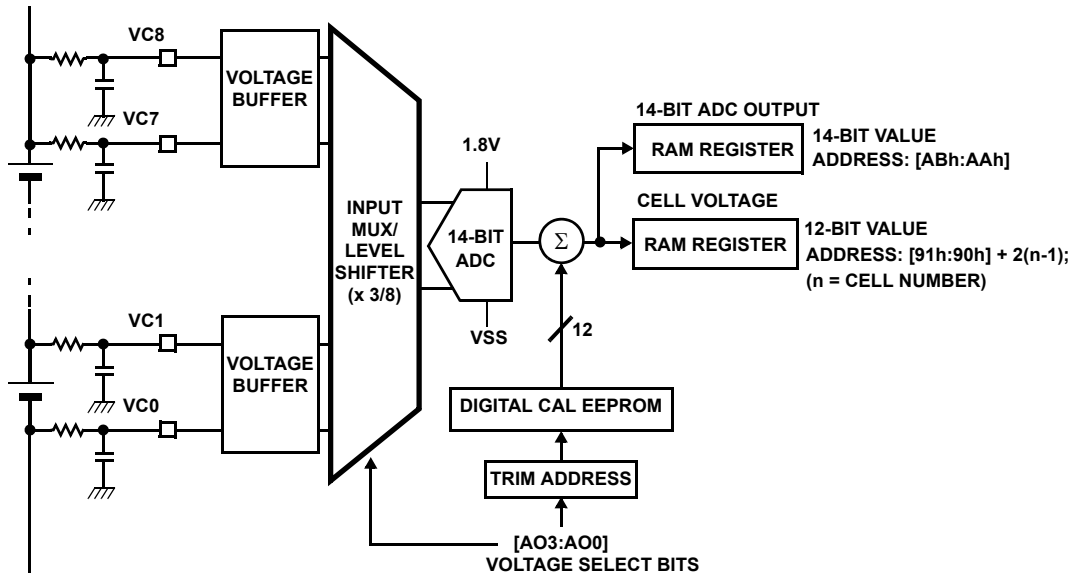 VC8
VOLTAGE
BUFFER
VC7
14-BIT ADC OUTPUT
RAM REGISTER
14-BIT VALUE
ADDRESS: [ABh:AAh]
1.8V
INPUT
MUX/
LEVEL
SHIFTER
(x 3/8)
14-BIT
ADC
Σ
CELL VOLTAGE
RAM REGISTER
12-BIT VALUE
ADDRESS: [91h:90h] + 2(n-1);
(n = CELL NUMBER)
VC1
VOLTAGE
BUFFER
VSS
12
VC0
DIGITAL CAL EEPROM
TRIM ADDRESS
[AO3:AO0]
VOLTAGE SELECT BITS